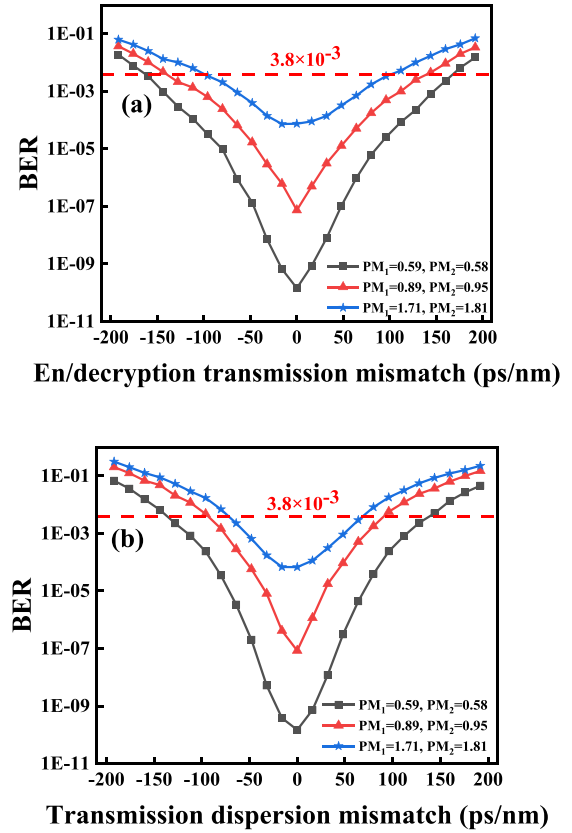 1E-01
3.8×10⁻³
1E-03
(a)
BER
1E-05
1E-07
1E-09
PM₁=0.59, PM₂=0.58
PM₁=0.89, PM₂=0.95
PM₁=1.71, PM₂=1.81
1E-11
-200 -150 -100 -50 0 50 100 150 200
En/decryption transmission mismatch (ps/nm)
1E-01
3.8×10⁻³
1E-03
(b)
BER
1E-05
1E-07
1E-09
PM₁=0.59, PM₂=0.58
PM₁=0.89, PM₂=0.95
PM₁=1.71, PM₂=1.81
1E-11
-200 -150 -100 -50 0 50 100 150 200
Transmission dispersion mismatch (ps/nm)